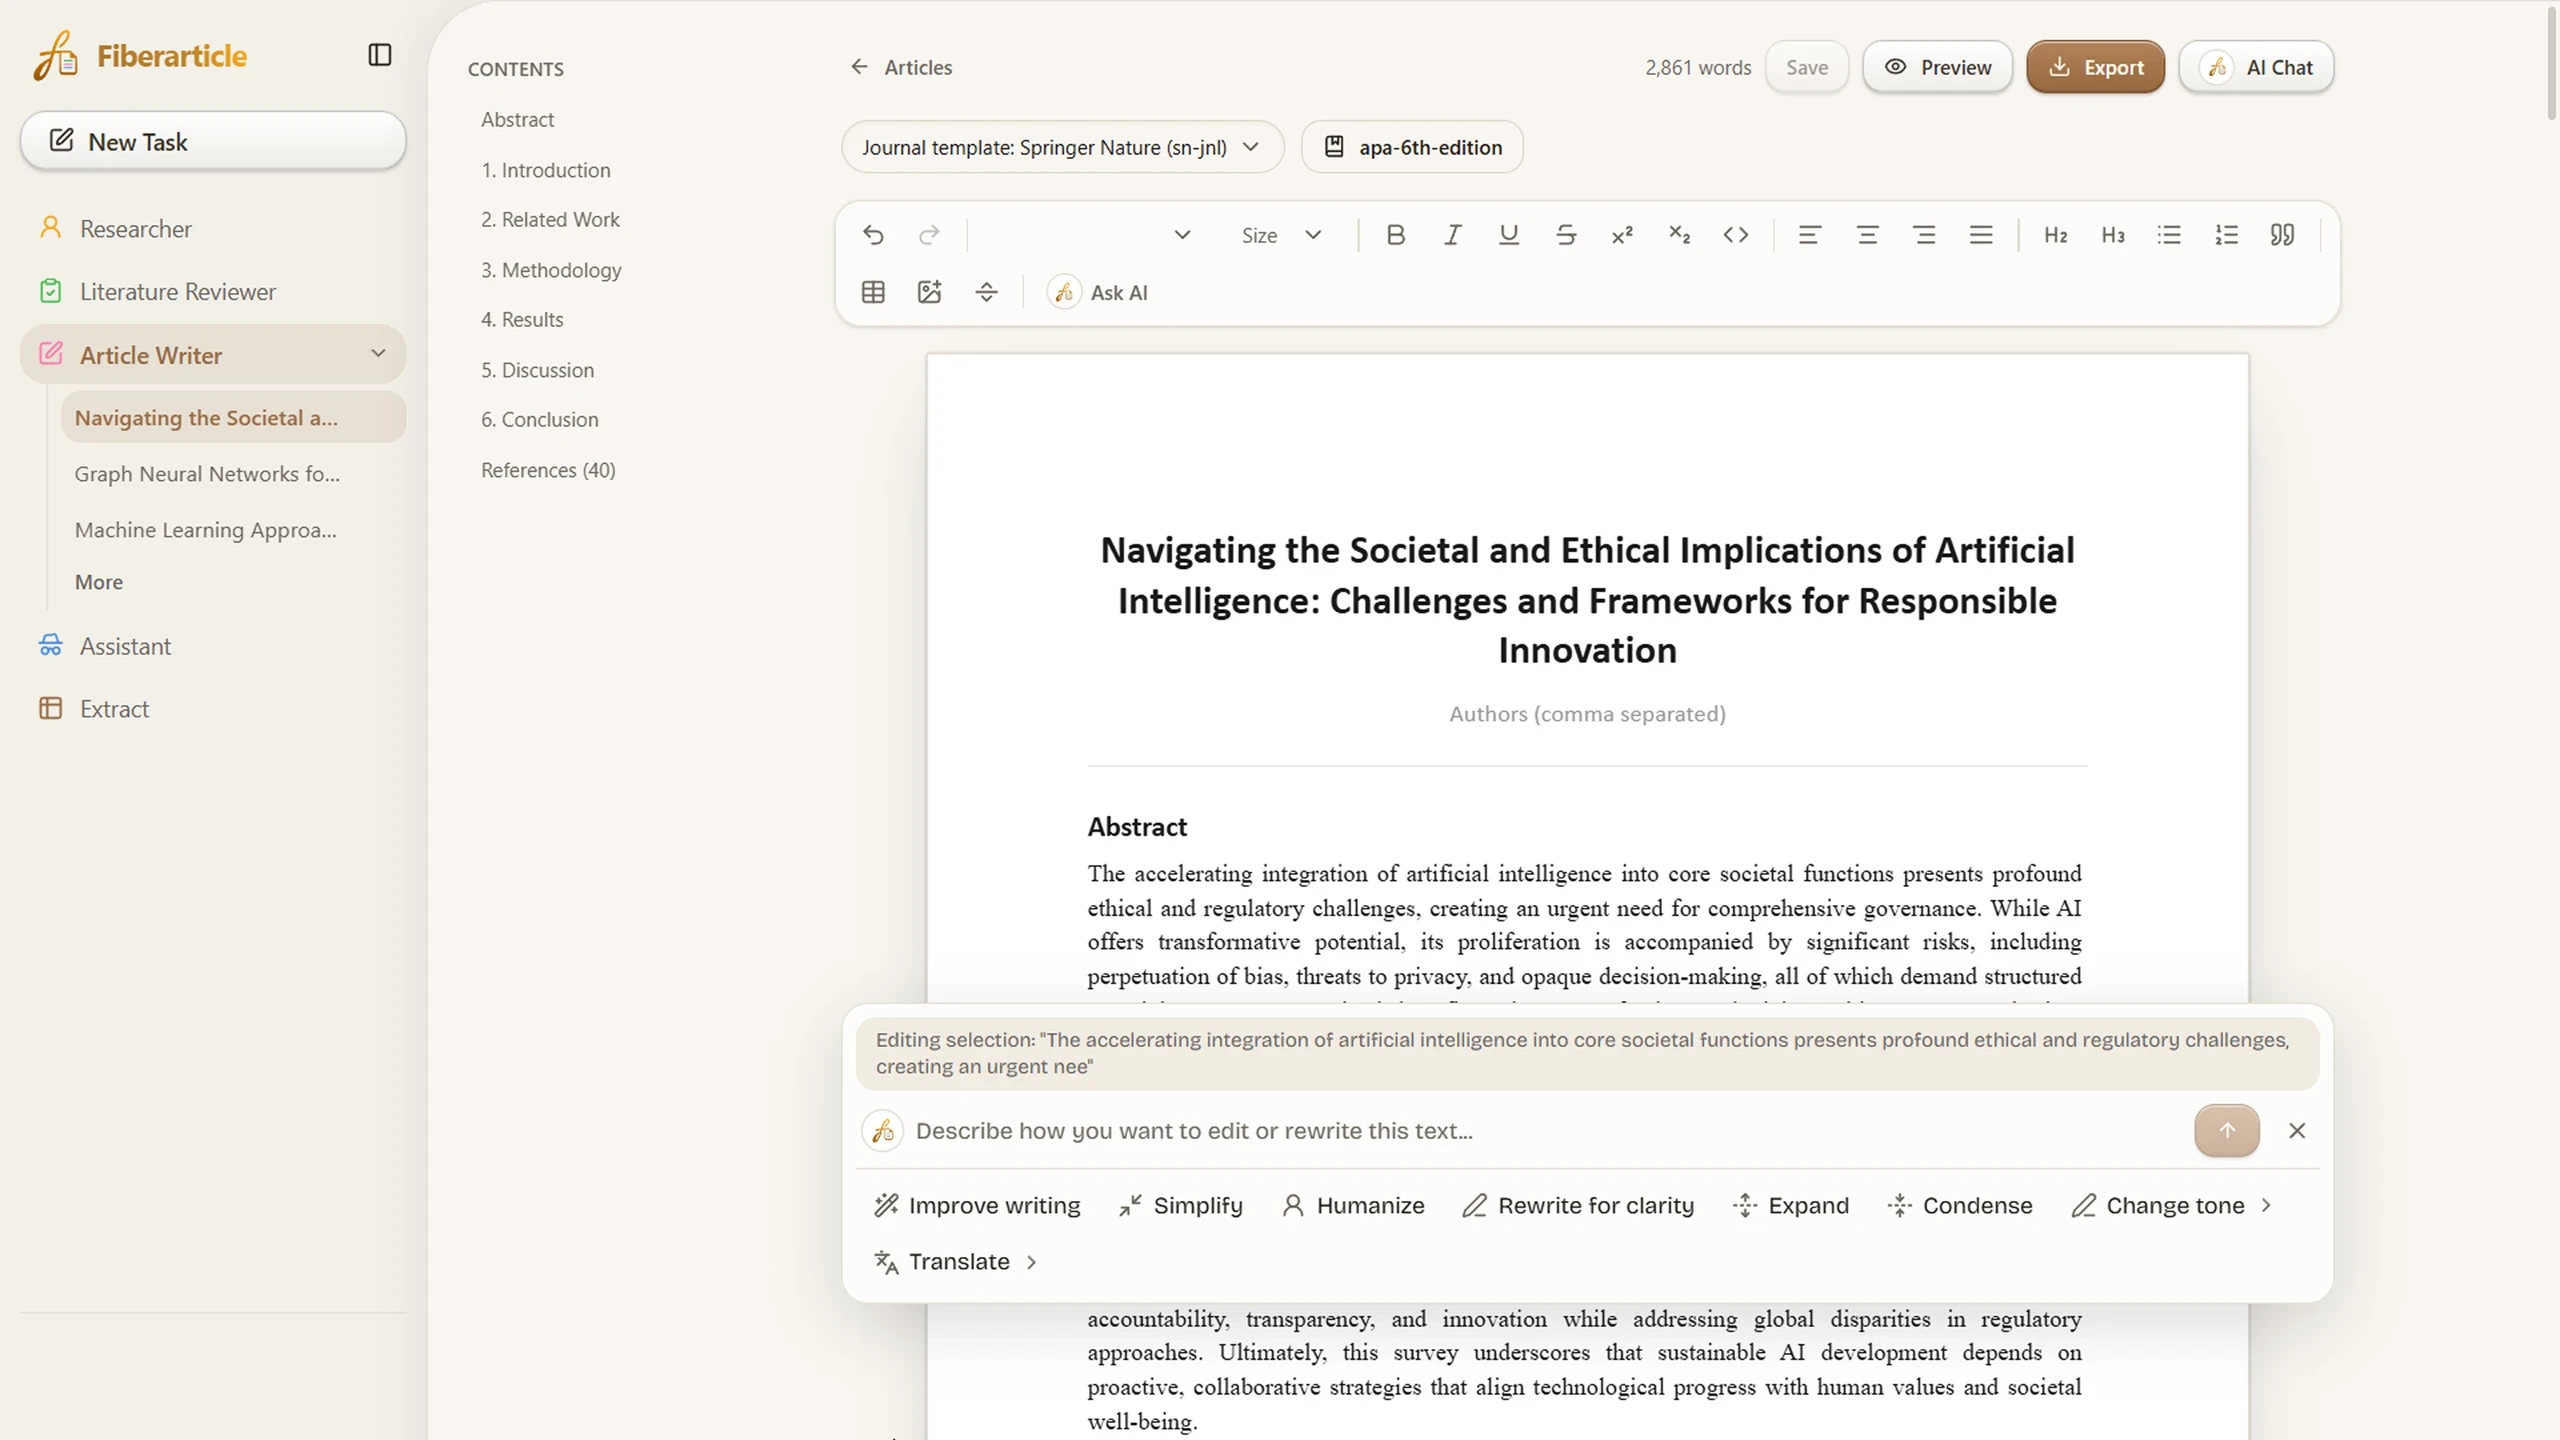 Fiberarticle
New Task
Researcher
Literature Reviewer
Article Writer
Navigating the Societal a...
Graph Neural Networks fo...
Machine Learning Approa...
More
Assistant
Extract
CONTENTS
Abstract
1. Introduction
2. Related Work
3. Methodology
4. Results
5. Discussion
6. Conclusion
References (40)
Articles
2,861 words
Save
Preview
Export
AI Chat
Journal template: Springer Nature (sn-jnl)
apa-6th-edition
Size
H2
H3
Ask AI
Navigating the Societal and Ethical Implications of Artificial
Intelligence: Challenges and Frameworks for Responsible
Innovation
Authors (comma separated)
Abstract
The accelerating integration of artificial intelligence into core societal functions presents profound
ethical and regulatory challenges, creating an urgent need for comprehensive governance. While AI
offers transformative potential, its proliferation is accompanied by significant risks, including
perpetuation of bias, threats to privacy, and opaque decision-making, all of which demand structured
Editing selection: "The accelerating integration of artificial intelligence into core societal functions presents profound ethical and regulatory challenges,
creating an urgent nee"
Describe how you want to edit or rewrite this text...
Improve writing
Simplify
Humanize
Rewrite for clarity
Expand
Condense
Change tone
Translate
accountability, transparency, and innovation while addressing global disparities in regulatory
approaches. Ultimately, this survey underscores that sustainable AI development depends on
proactive, collaborative strategies that align technological progress with human values and societal
well-being.